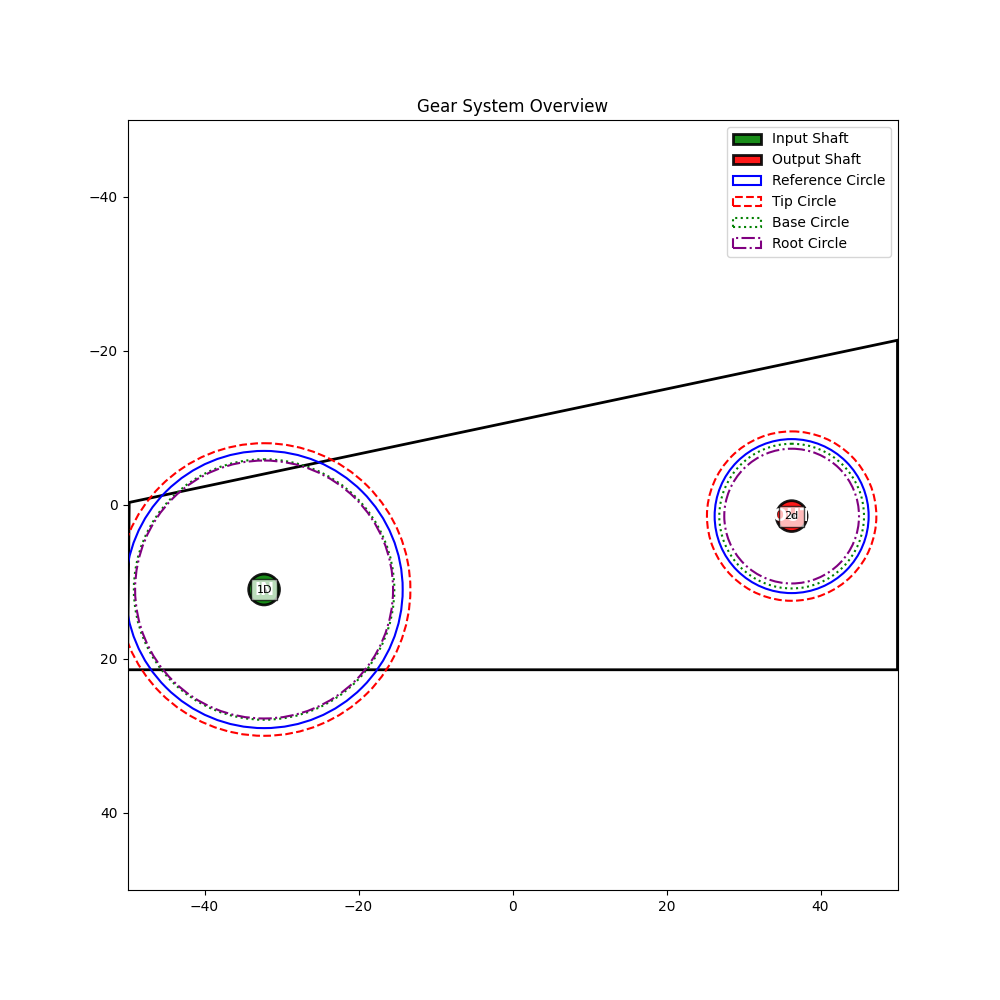 Gear System Overview
Input Shaft
Output Shaft
Reference Circle
Tip Circle
Base Circle
Root Circle
−40
−20
0
20
40
1D
2d
−40
−20
0
20
40